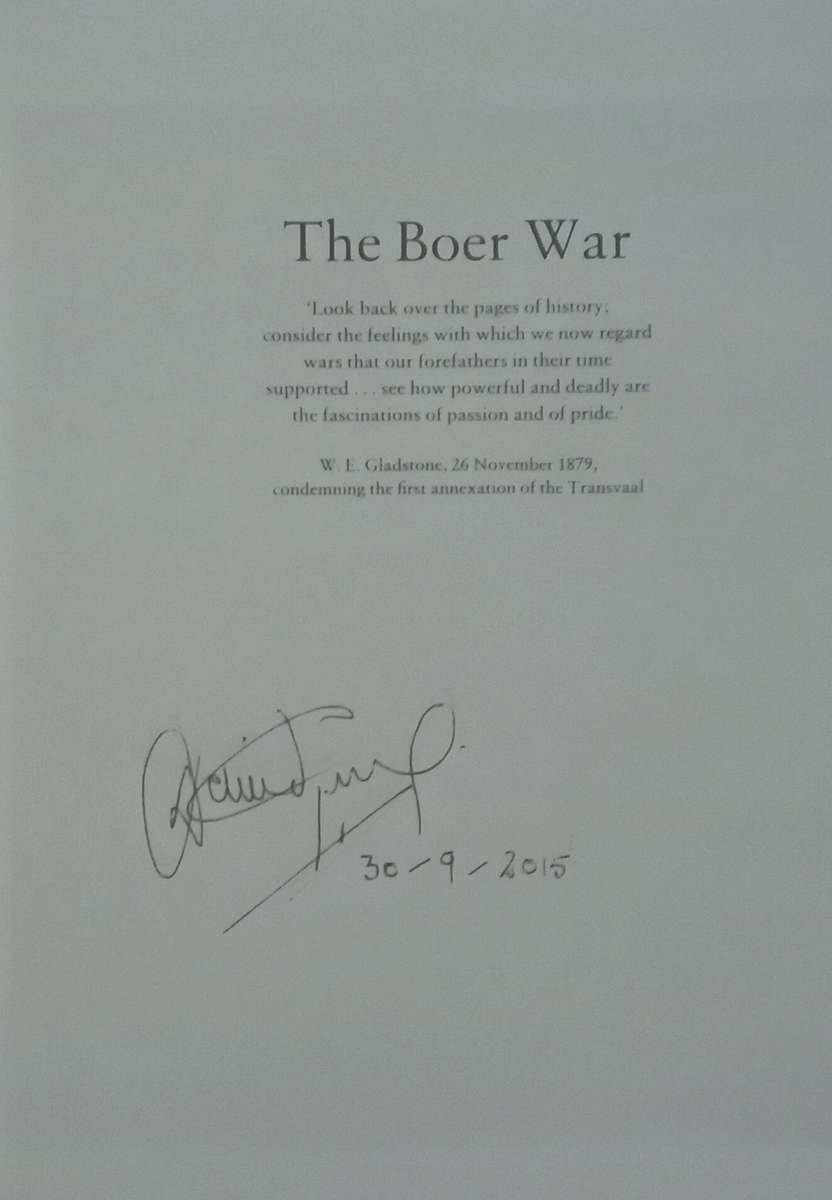 The Boer War
‘Look back over the pages of history;
consider the feelings with which we now regard
wars that our forefathers in their time
supported . . . see how powerful and deadly are
the fascinations of passion and of pride.’
W. E. Gladstone, 26 November 1879,
condemning the first annexation of the Transvaal
30-9-2015